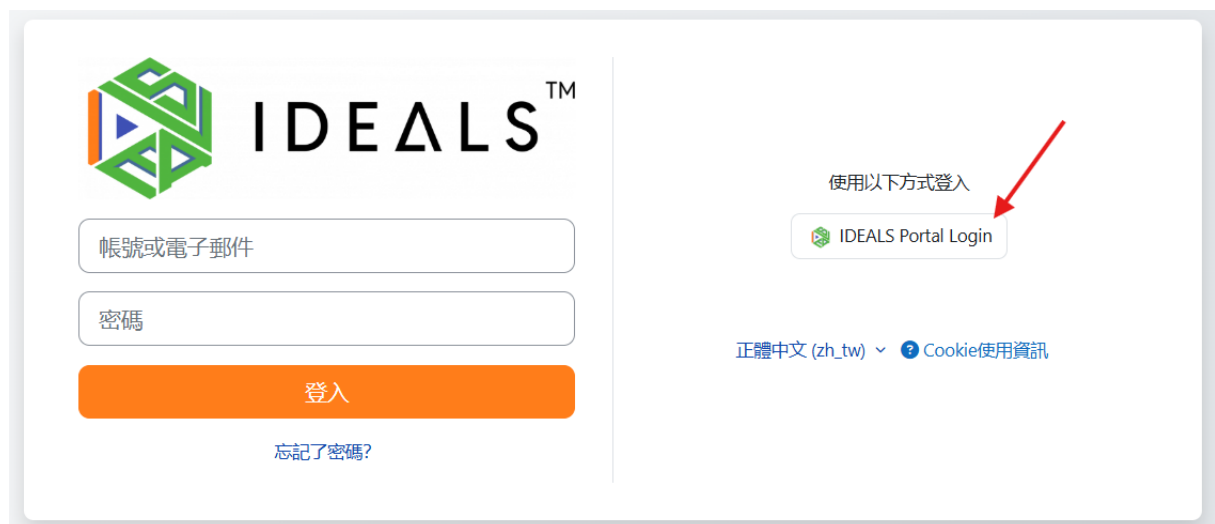 IDEALS™
帳號或電子郵件
密碼
登入
忘記了密碼?
使用以下方式登入
IDEALS Portal Login
正體中文 (zh_tw) ? Cookie使用資訊